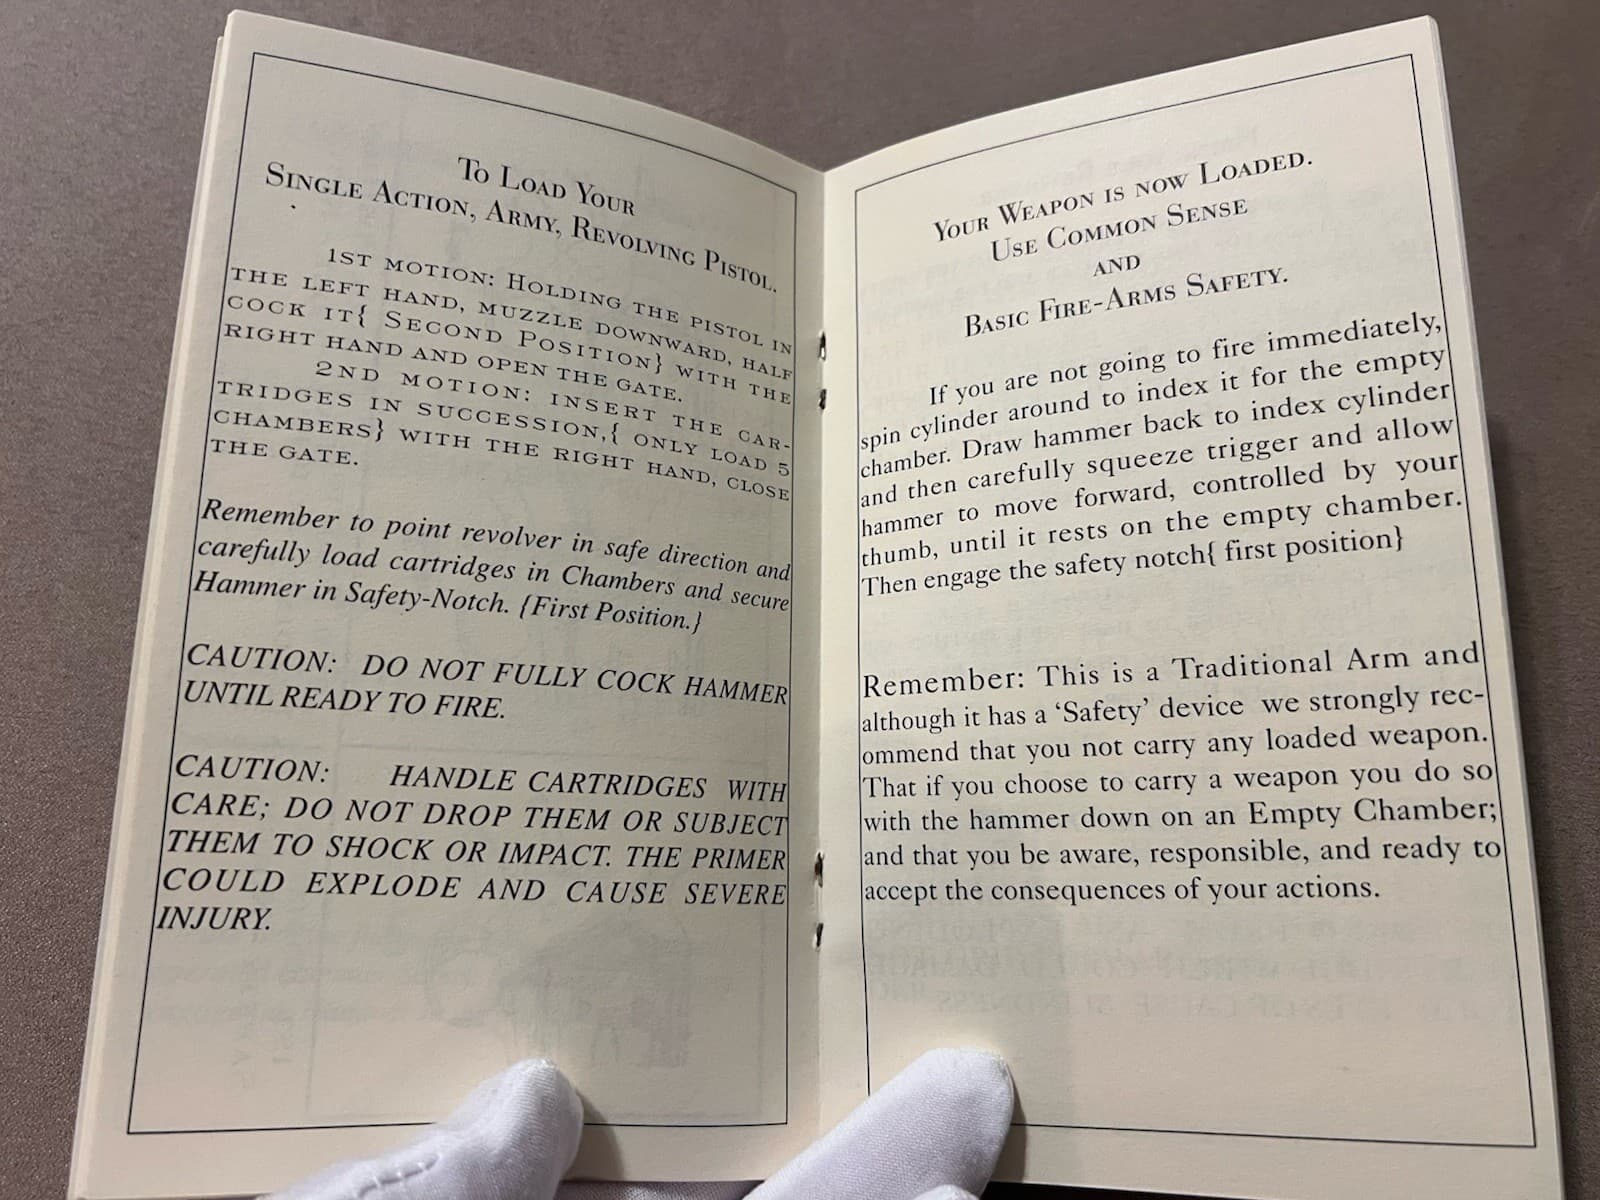 To Load Your
Single Action, Army, Revolving Pistol.
1ST MOTION: HOLDING THE PISTOL IN
THE LEFT HAND, MUZZLE DOWNWARD, HALF
COCK IT{ SECOND POSITION} WITH THE
RIGHT HAND AND OPEN THE GATE.
2ND MOTION: INSERT THE CAR-
TRIDGES IN SUCCESSION,{ ONLY LOAD 5
CHAMBERS} WITH THE RIGHT HAND, CLOSE
THE GATE.
Remember to point revolver in safe direction and
carefully load cartridges in Chambers and secure
Hammer in Safety-Notch. {First Position.}
CAUTION: DO NOT FULLY COCK HAMMER
UNTIL READY TO FIRE.
CAUTION: HANDLE CARTRIDGES WITH
CARE; DO NOT DROP THEM OR SUBJECT
THEM TO SHOCK OR IMPACT. THE PRIMER
COULD EXPLODE AND CAUSE SEVERE
INJURY.
Your Weapon is now Loaded.
Use Common Sense
and
Basic Fire-Arms Safety.
If you are not going to fire immediately,
spin cylinder around to index it for the empty
chamber. Draw hammer back to index cylinder
and then carefully squeeze trigger and allow
hammer to move forward, controlled by your
thumb, until it rests on the empty chamber.
Then engage the safety notch{ first position}
Remember: This is a Traditional Arm and
although it has a ‘Safety’ device we strongly rec-
ommend that you not carry any loaded weapon.
That if you choose to carry a weapon you do so
with the hammer down on an Empty Chamber;
and that you be aware, responsible, and ready to
accept the consequences of your actions.